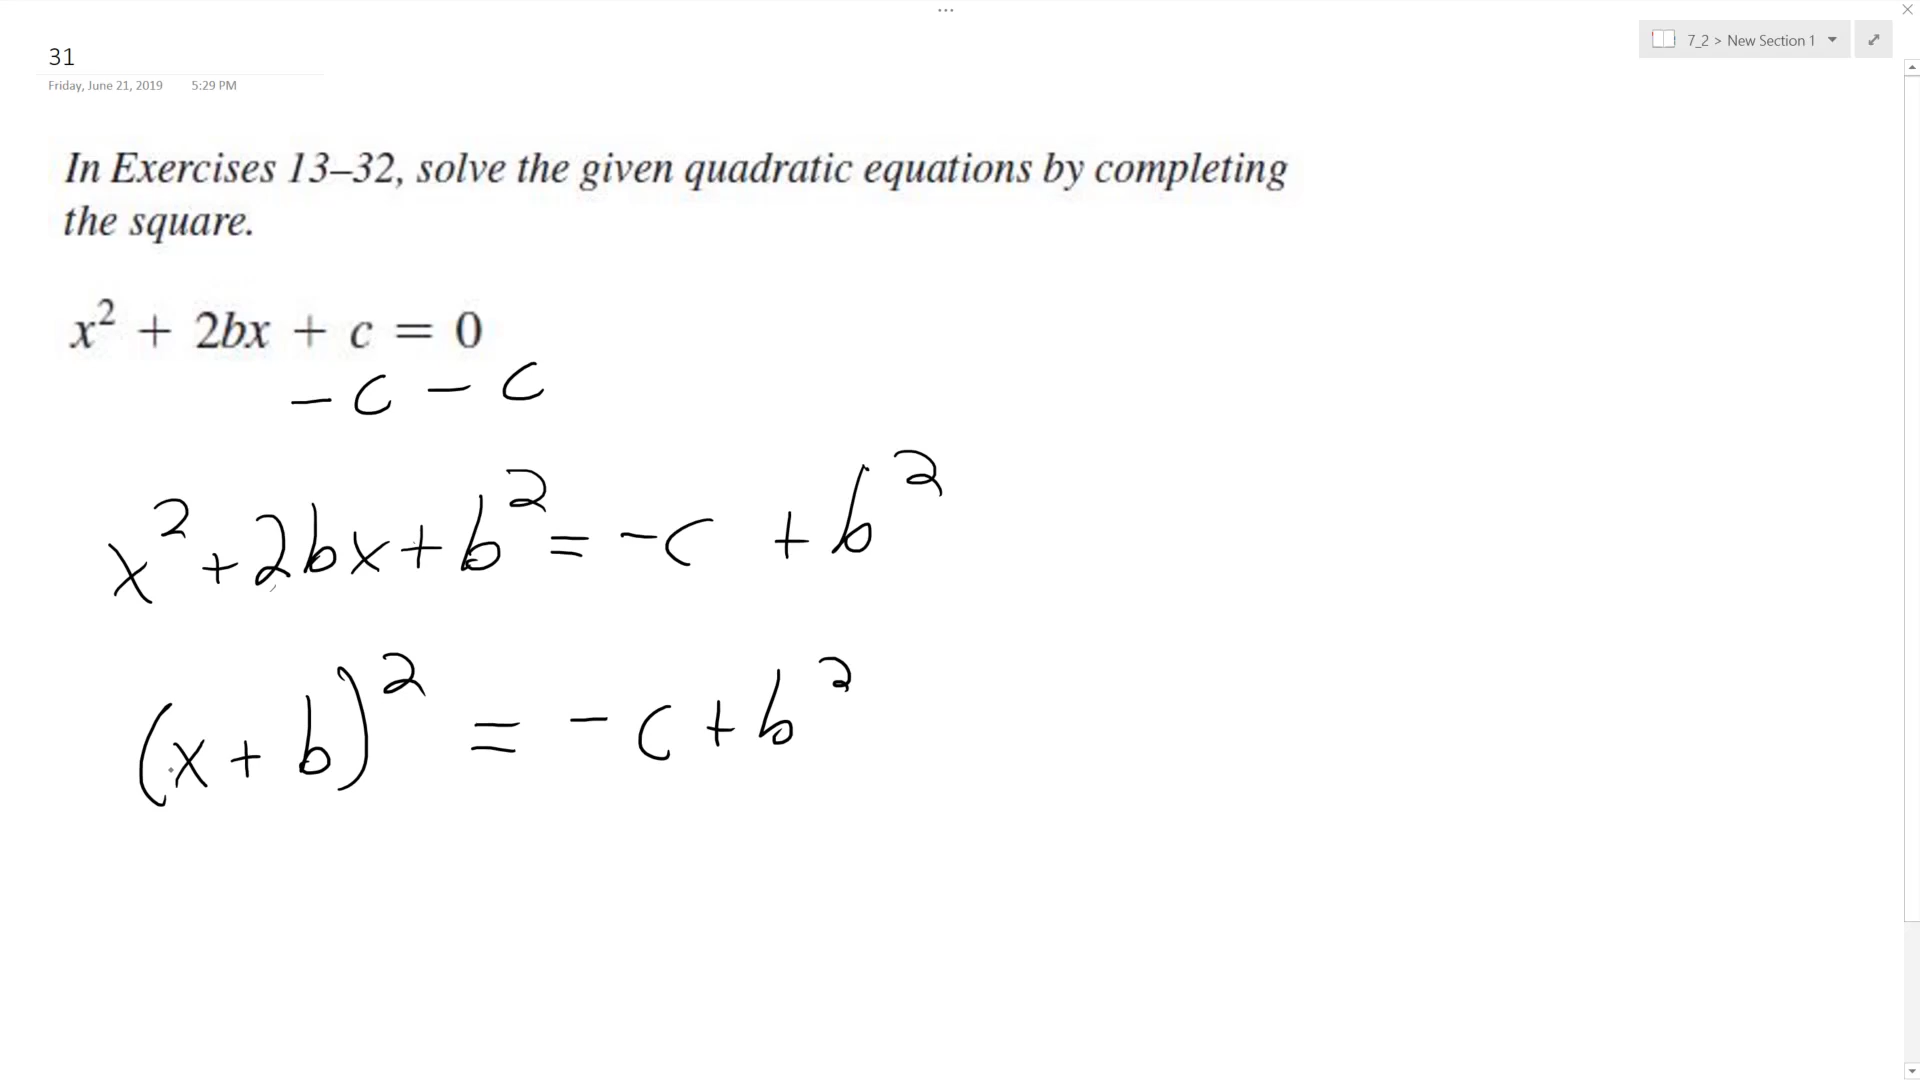 ...
7_2 > New Section 1
31
Friday, June 21, 2019 5:29 PM
In Exercises 13–32, solve the given quadratic equations by completing
the square.
x² + 2bx + c = 0
- c - c
x² + 2bx + b² = -c + b²
(x + b)² = - c + b²